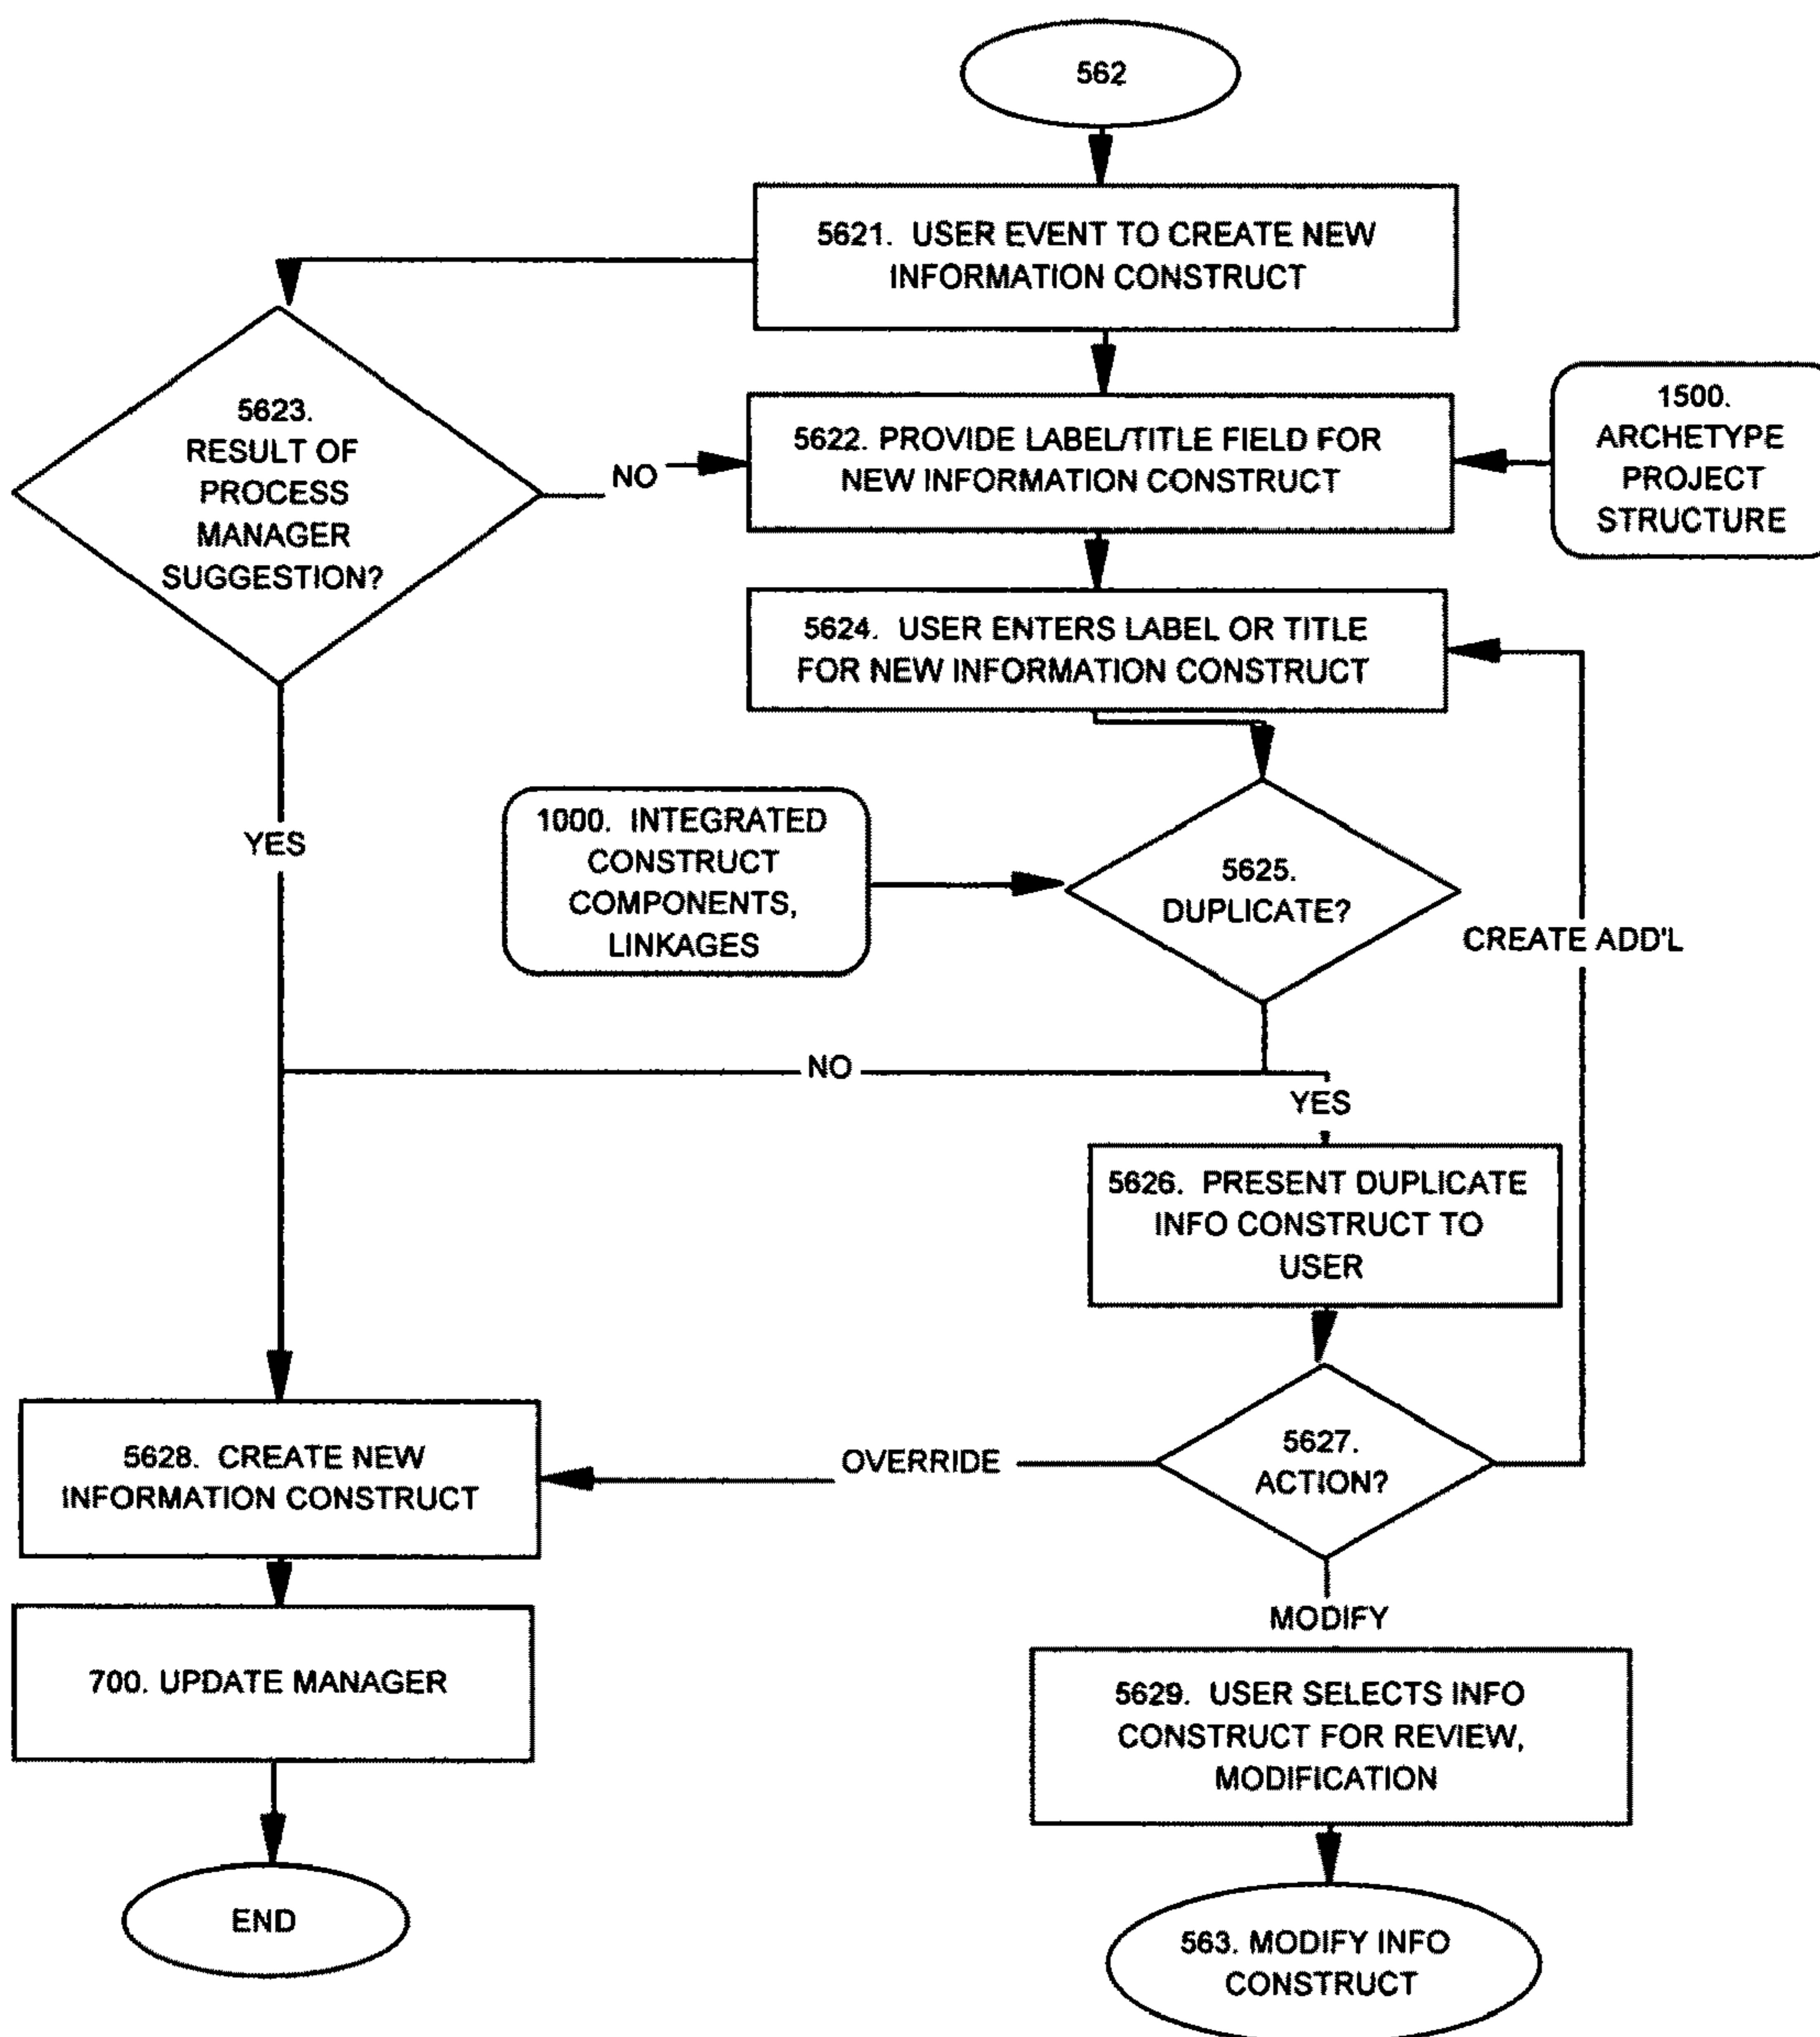 562
5621. USER EVENT TO CREATE NEW
INFORMATION CONSTRUCT
5623.
RESULT OF
PROCESS
MANAGER
SUGGESTION?
NO
5622. PROVIDE LABEL/TITLE FIELD FOR
NEW INFORMATION CONSTRUCT
1500.
ARCHETYPE
PROJECT
STRUCTURE
5624. USER ENTERS LABEL OR TITLE
FOR NEW INFORMATION CONSTRUCT
YES
1000. INTEGRATED
CONSTRUCT
COMPONENTS,
LINKAGES
5625.
DUPLICATE?
CREATE ADD'L
NO
YES
5626. PRESENT DUPLICATE
INFO CONSTRUCT TO
USER
5628. CREATE NEW
INFORMATION CONSTRUCT
OVERRIDE
5627.
ACTION?
MODIFY
700. UPDATE MANAGER
5629. USER SELECTS INFO
CONSTRUCT FOR REVIEW,
MODIFICATION
END
563. MODIFY INFO
CONSTRUCT